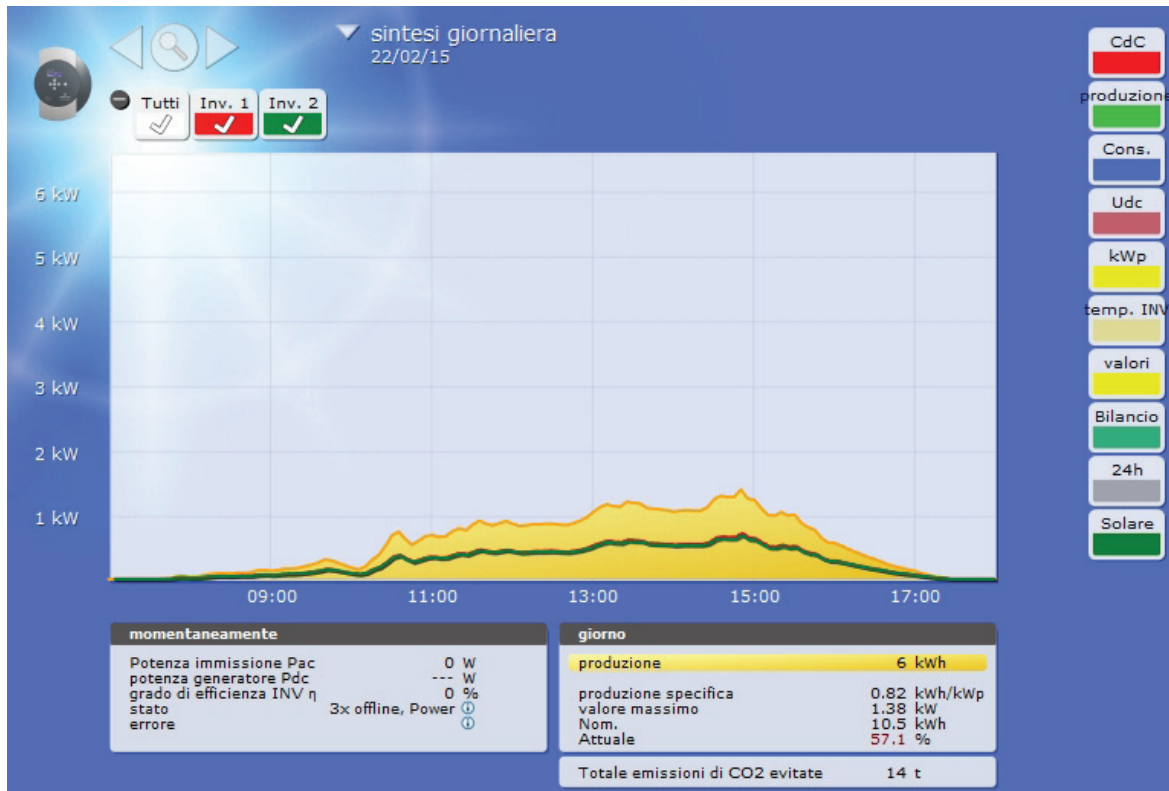 sintesi giornaliera
22/02/15
Tutti Inv. 1 Inv. 2
6 kW
5 kW
4 kW
3 kW
2 kW
1 kW
09:00 11:00 13:00 15:00 17:00
momentaneamente
Potenza immissione Pac 0 W
potenza generatore Pdc --- W
grado di efficienza INV η 0 %
stato 3x offline, Power
errore
giorno
produzione 6 kWh
produzione specifica 0.82 kWh/kWp
valore massimo 1.38 kW
Nom. 10.5 kWh
Attuale 57.1 %
Totale emissioni di CO2 evitate 14 t
CdC
produzione
Cons.
Udc
kWp
temp. INV
valori
Bilancio
24h
Solare